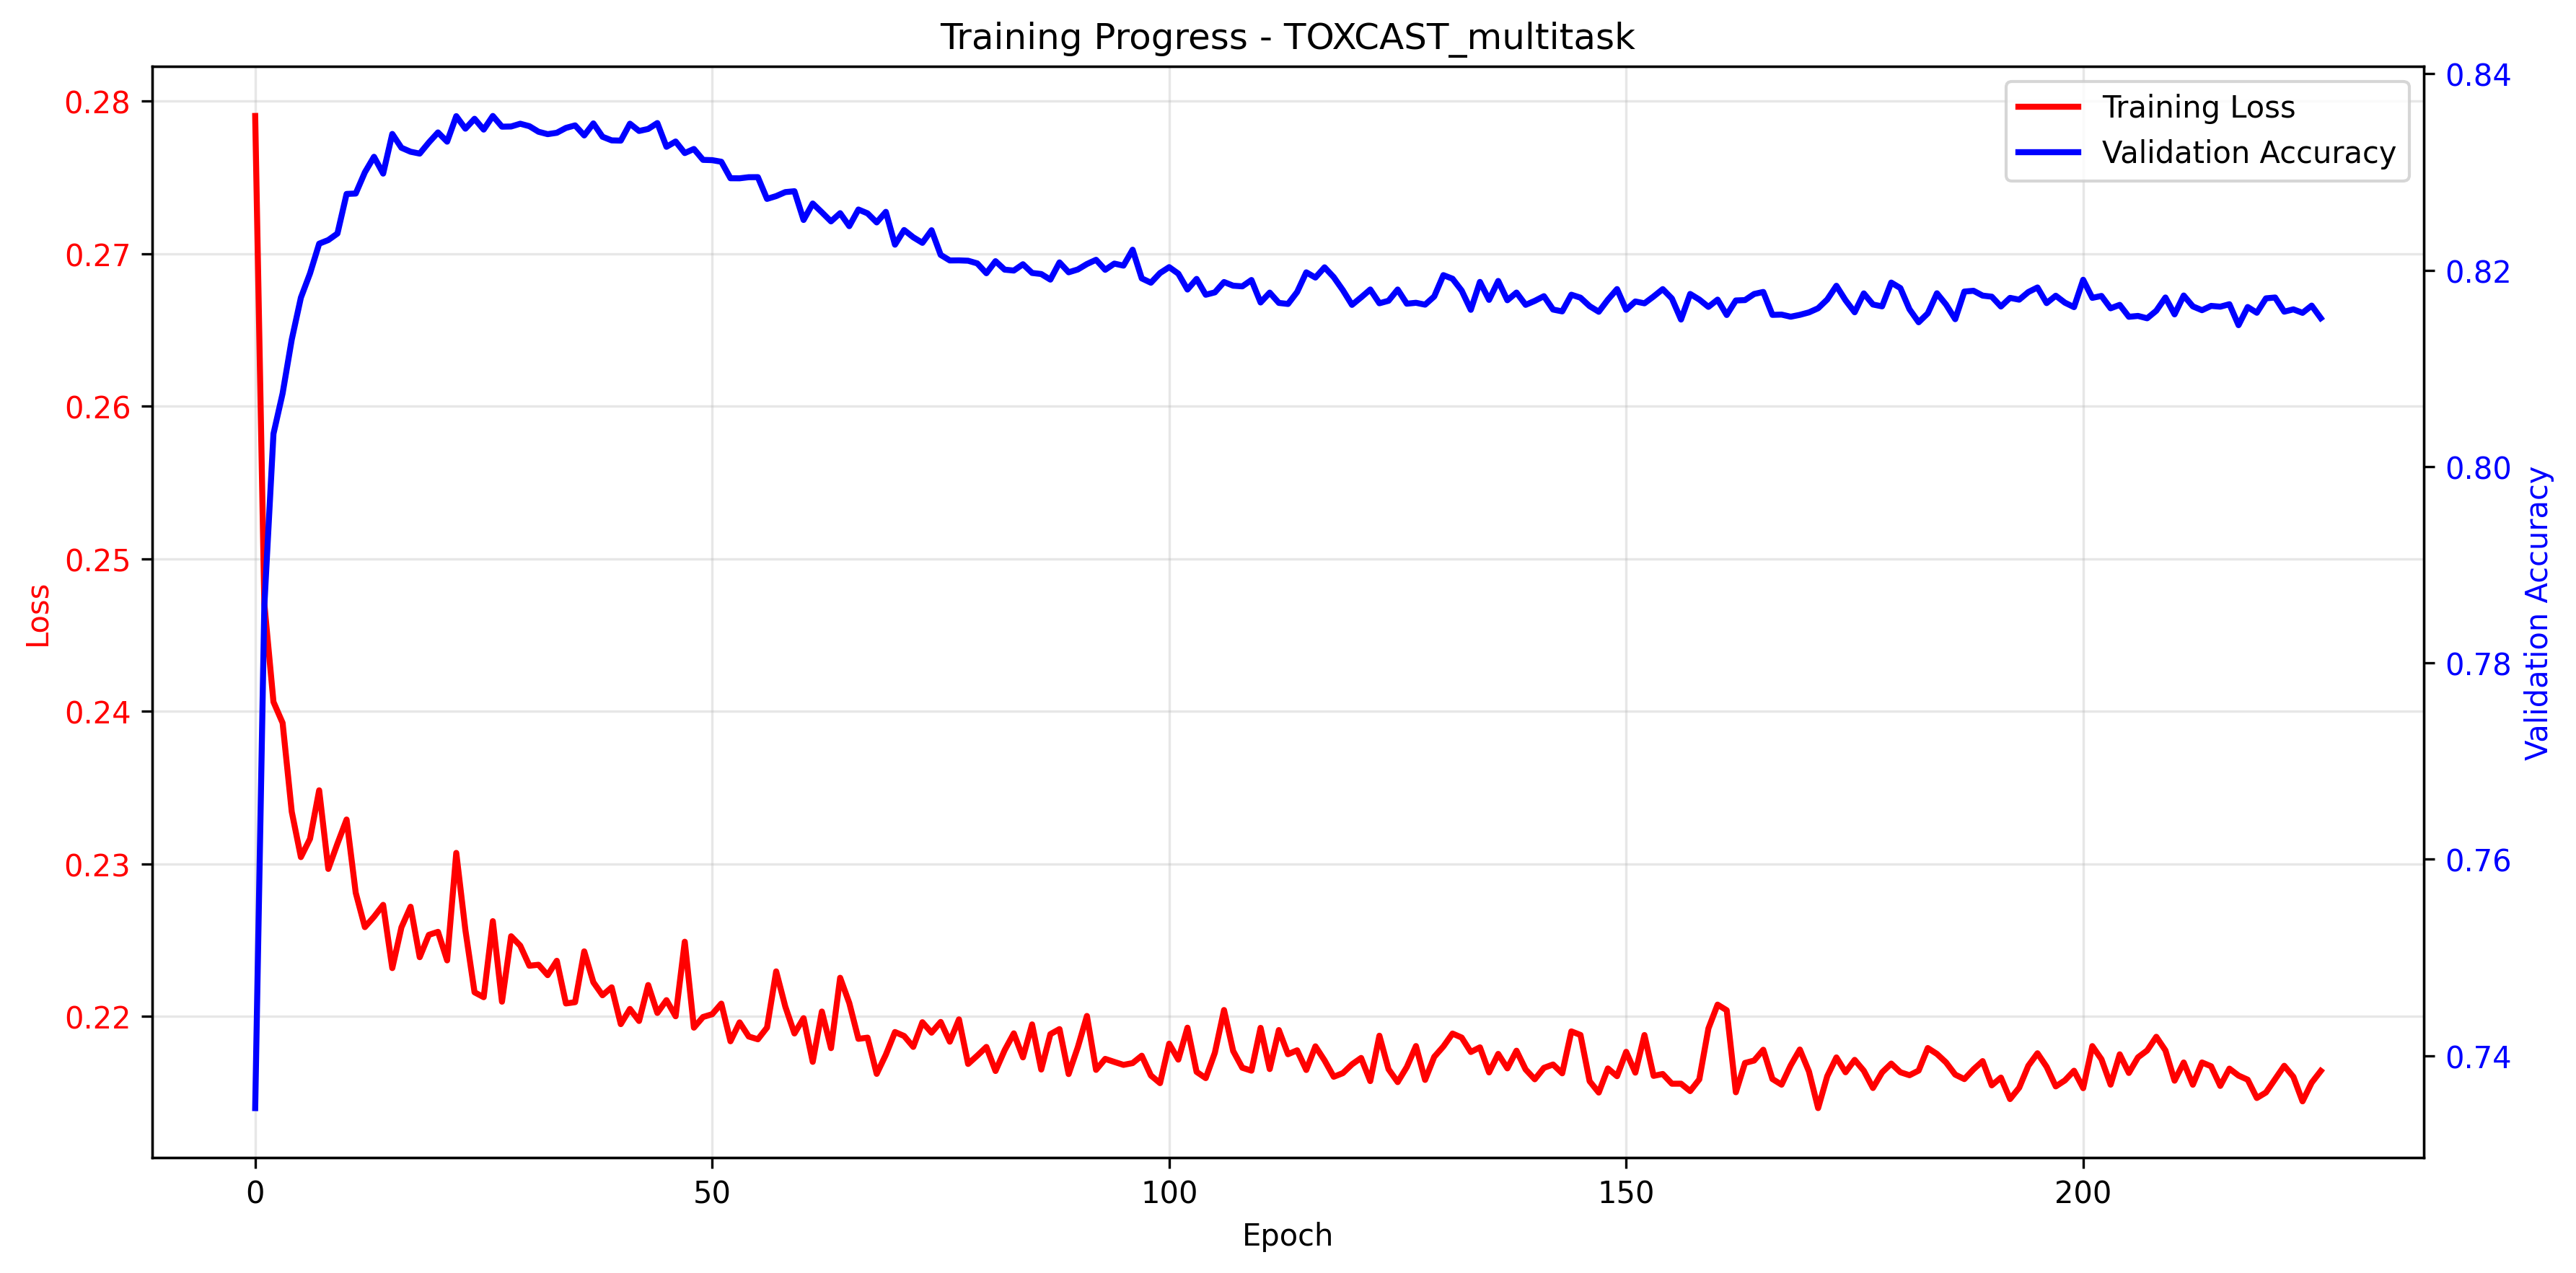 Training Progress - TOXCAST_multitask
Training Loss
Validation Accuracy
0.28
0.27
0.26
0.25
0.24
0.23
0.22
Loss
0.84
0.82
0.80
0.78
0.76
0.74
Validation Accuracy
0 50 100 150 200
Epoch